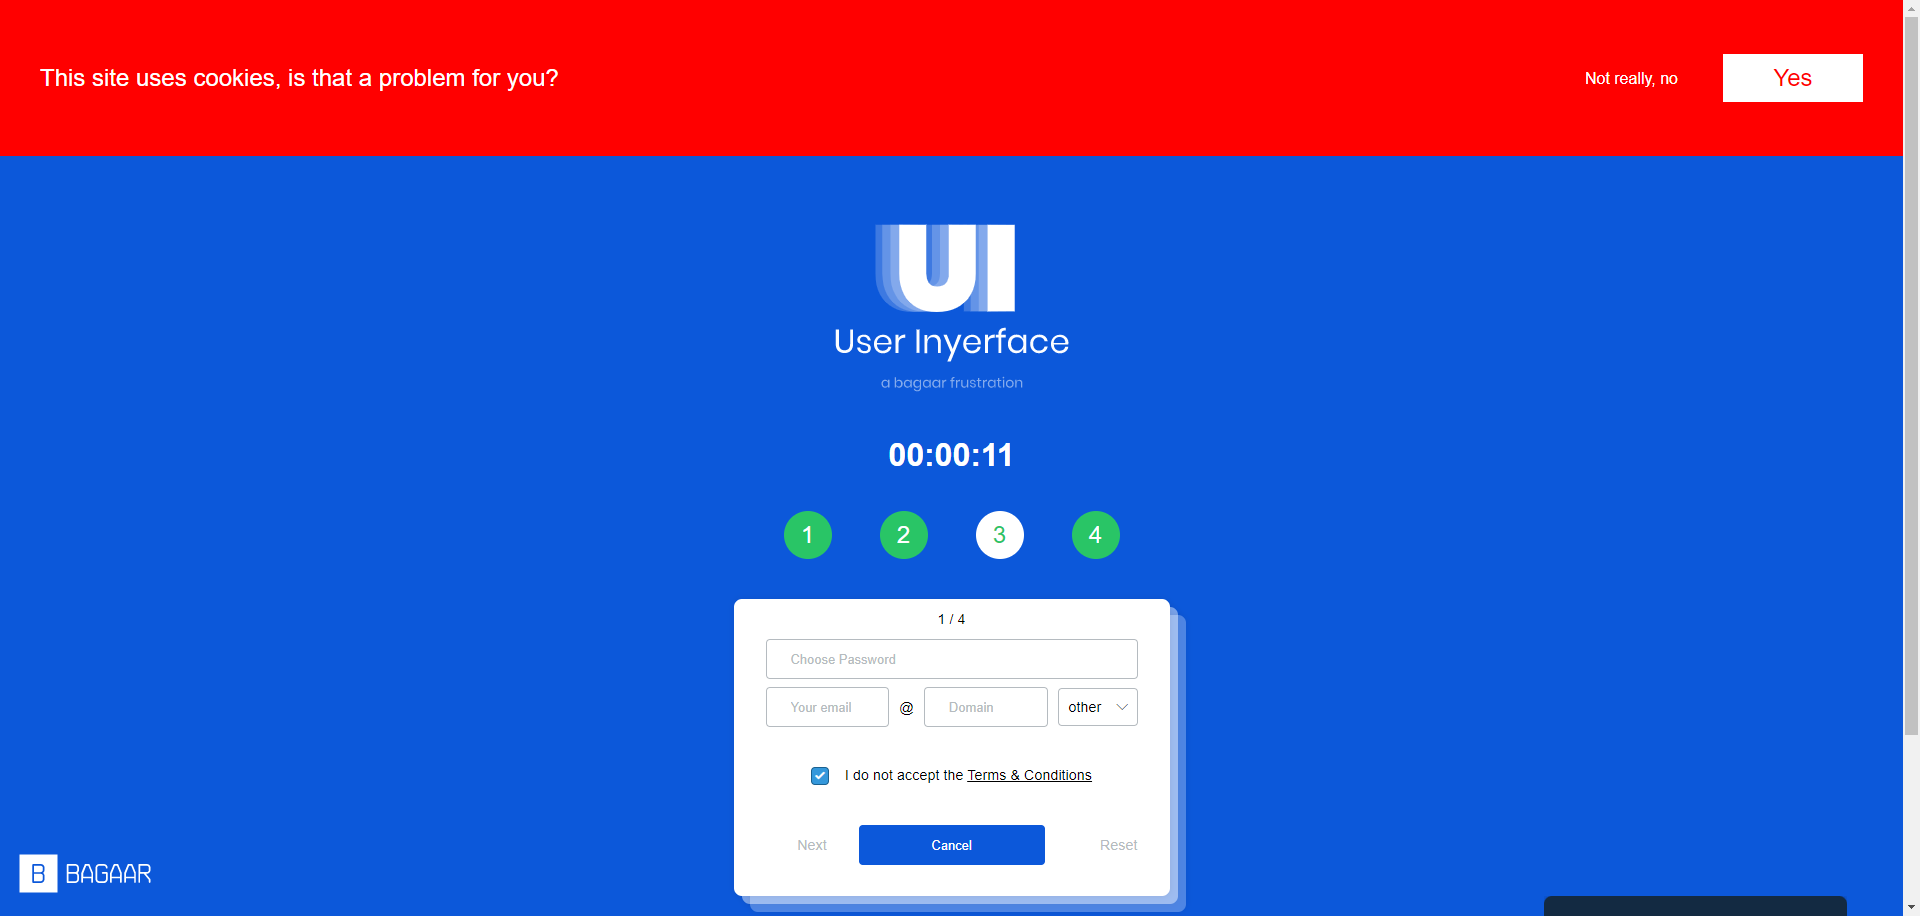 This site uses cookies, is that a problem for you?
Not really, no
Yes
UI
User Inyerface
a bagaar frustration
00:00:11
1 2 3 4
1 / 4
Choose Password
Your email @ Domain other
I do not accept the Terms & Conditions
Next Cancel Reset
B BAGAAR